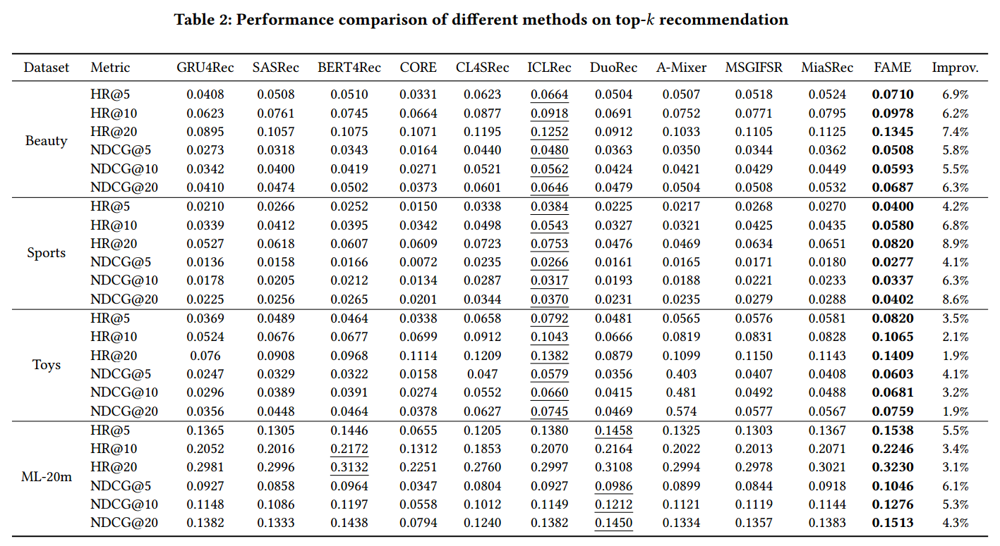 Table 2: Performance comparison of different methods on top-k recommendation
Dataset Metric GRU4Rec SASRec BERT4Rec CORE CL4SRec ICLRec DuoRec A-Mixer MSGIFSR MiaSRec FAME Improv.
Beauty HR@5 0.0408 0.0508 0.0510 0.0331 0.0623 0.0664 0.0504 0.0507 0.0518 0.0524 0.0710 6.9%
HR@10 0.0623 0.0761 0.0745 0.0664 0.0877 0.0918 0.0691 0.0752 0.0771 0.0795 0.0978 6.2%
HR@20 0.0895 0.1057 0.1075 0.1071 0.1195 0.1252 0.0912 0.1033 0.1105 0.1125 0.1345 7.4%
NDCG@5 0.0273 0.0318 0.0343 0.0164 0.0440 0.0480 0.0363 0.0350 0.0344 0.0362 0.0508 5.8%
NDCG@10 0.0342 0.0400 0.0419 0.0271 0.0521 0.0562 0.0424 0.0421 0.0429 0.0449 0.0593 5.5%
NDCG@20 0.0410 0.0474 0.0502 0.0373 0.0601 0.0646 0.0479 0.0504 0.0508 0.0532 0.0687 6.3%
Sports HR@5 0.0210 0.0266 0.0252 0.0150 0.0338 0.0384 0.0225 0.0217 0.0268 0.0270 0.0400 4.2%
HR@10 0.0339 0.0412 0.0395 0.0342 0.0498 0.0543 0.0327 0.0321 0.0425 0.0435 0.0580 6.8%
HR@20 0.0527 0.0618 0.0607 0.0609 0.0723 0.0753 0.0476 0.0469 0.0634 0.0651 0.0820 8.9%
NDCG@5 0.0136 0.0158 0.0166 0.0072 0.0235 0.0266 0.0161 0.0165 0.0171 0.0180 0.0277 4.1%
NDCG@10 0.0178 0.0205 0.0212 0.0134 0.0287 0.0317 0.0193 0.0188 0.0221 0.0233 0.0337 6.3%
NDCG@20 0.0225 0.0256 0.0265 0.0201 0.0344 0.0370 0.0231 0.0235 0.0279 0.0288 0.0402 8.6%
Toys HR@5 0.0369 0.0489 0.0464 0.0338 0.0658 0.0792 0.0481 0.0565 0.0576 0.0581 0.0820 3.5%
HR@10 0.0524 0.0676 0.0677 0.0699 0.0912 0.1043 0.0666 0.0819 0.0831 0.0828 0.1065 2.1%
HR@20 0.076 0.0908 0.0968 0.1114 0.1209 0.1382 0.0879 0.1099 0.1150 0.1143 0.1409 1.9%
NDCG@5 0.0247 0.0329 0.0322 0.0158 0.047 0.0579 0.0356 0.403 0.0407 0.0408 0.0603 4.1%
NDCG@10 0.0296 0.0389 0.0391 0.0274 0.0552 0.0660 0.0415 0.481 0.0492 0.0488 0.0681 3.2%
NDCG@20 0.0356 0.0448 0.0464 0.0378 0.0627 0.0745 0.0469 0.574 0.0577 0.0567 0.0759 1.9%
ML-20m HR@5 0.1365 0.1305 0.1446 0.0655 0.1205 0.1380 0.1458 0.1325 0.1303 0.1367 0.1538 5.5%
HR@10 0.2052 0.2016 0.2172 0.1312 0.1853 0.2070 0.2164 0.2022 0.2013 0.2071 0.2246 3.4%
HR@20 0.2981 0.2996 0.3132 0.2251 0.2760 0.2997 0.3108 0.2994 0.2978 0.3021 0.3230 3.1%
NDCG@5 0.0927 0.0858 0.0964 0.0347 0.0804 0.0927 0.0986 0.0899 0.0844 0.0918 0.1046 6.1%
NDCG@10 0.1148 0.1086 0.1197 0.0558 0.1012 0.1149 0.1212 0.1121 0.1119 0.1144 0.1276 5.3%
NDCG@20 0.1382 0.1333 0.1438 0.0794 0.1240 0.1382 0.1450 0.1334 0.1357 0.1383 0.1513 4.3%